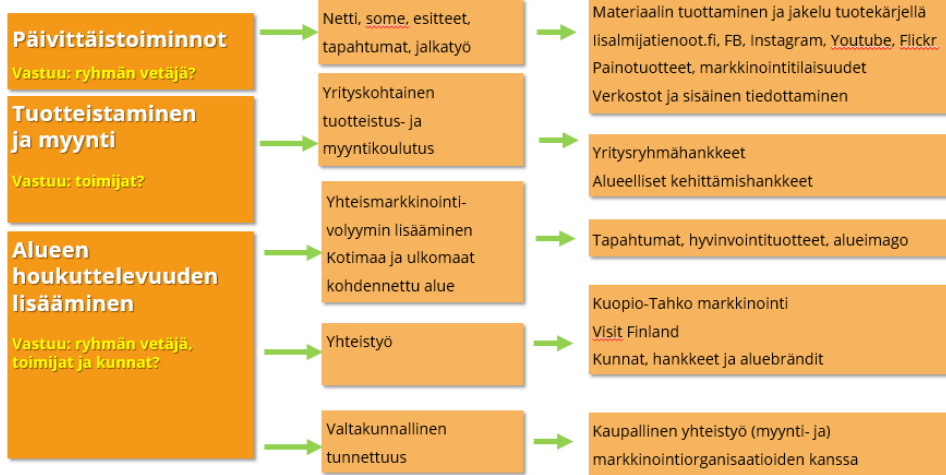 Päivittäistoiminnot
Vastuu: ryhmän vetäjä?
Netti, some, esitteet,
tapahtumat, jalkatyö
Materiaalin tuottaminen ja jakelu tuotekärjellä
Iisalmijatienoot.fi, FB, Instagram, Youtube, Flickr
Painotuotteet, markkinointitilaisuudet
Verkostot ja sisäinen tiedottaminen
Tuotteistaminen
ja myynti
Vastuu: toimijat?
Yrityskohtainen
tuotteistus- ja
myyntikoulutus
Yritysryhmähankkeet
Alueelliset kehittämishankkeet
Alueen
houkuttelevuuden
lisääminen
Vastuu: ryhmän vetäjä,
toimijat ja kunnat?
Yhteismarkkinointi-
volyymin lisääminen
Kotimaa ja ulkomaat
kohdennettu alue
Tapahtumat, hyvinvointituotteet, alueimago
Yhteistyö
Kuopio-Tahko markkinointi
Visit Finland
Kunnat, hankkeet ja aluebrändit
Valtakunnallinen
tunnettuus
Kaupallinen yhteistyö (myynti- ja)
markkinointiorganisaatioiden kanssa